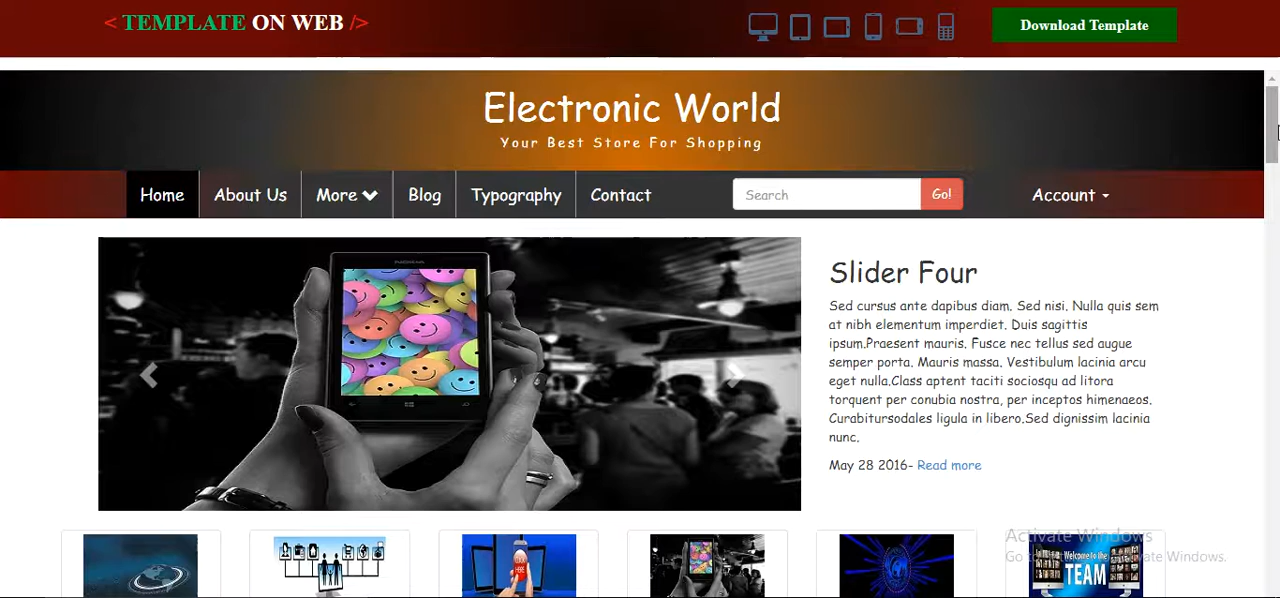 < TEMPLATE ON WEB />
Download Template
Electronic World
Your Best Store For Shopping
Home
About Us
More
Blog
Typography
Contact
Search
Go!
Account
Slider Four
Sed cursus ante dapibus diam. Sed nisi. Nulla quis sem
at nibh elementum imperdiet. Duis sagittis
ipsum.Praesent mauris. Fusce nec tellus sed augue
semper porta. Mauris massa. Vestibulum lacinia arcu
eget nulla.Class aptent taciti sociosqu ad litora
torquent per conubia nostra, per inceptos himenaeos.
Curabitursodales ligula in libero.Sed dignissim lacinia
nunc.
May 28 2016- Read more
Activate Windows
Welcome to the
TEAM